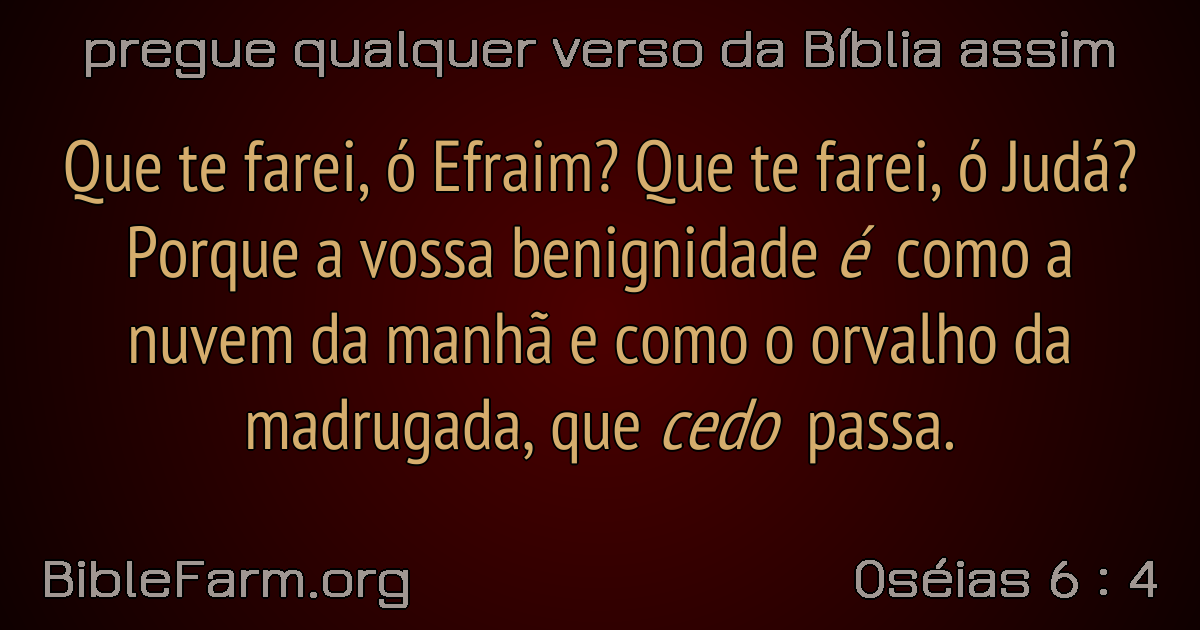 pregue qualquer verso da Bíblia assim
Que te farei, ó Efraim? Que te farei, ó Judá?
Porque a vossa benignidade é como a
nuvem da manhã e como o orvalho da
madrugada, que cedo passa.
BibleFarm.org
Oséias 6 : 4